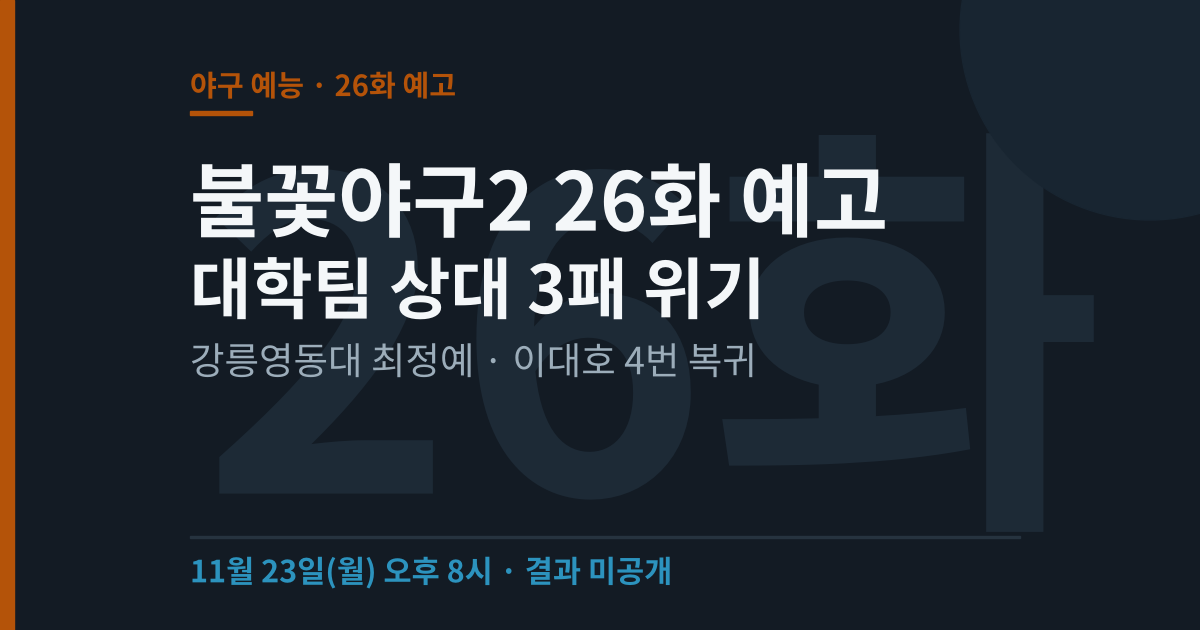 야구 예능 · 26화 예고
불꽃야구2 26화 예고
대학팀 상대 3패 위기
강릉영동대 최정예 · 이대호 4번 복귀
26화
11월 23일(월) 오후 8시 · 결과 미공개